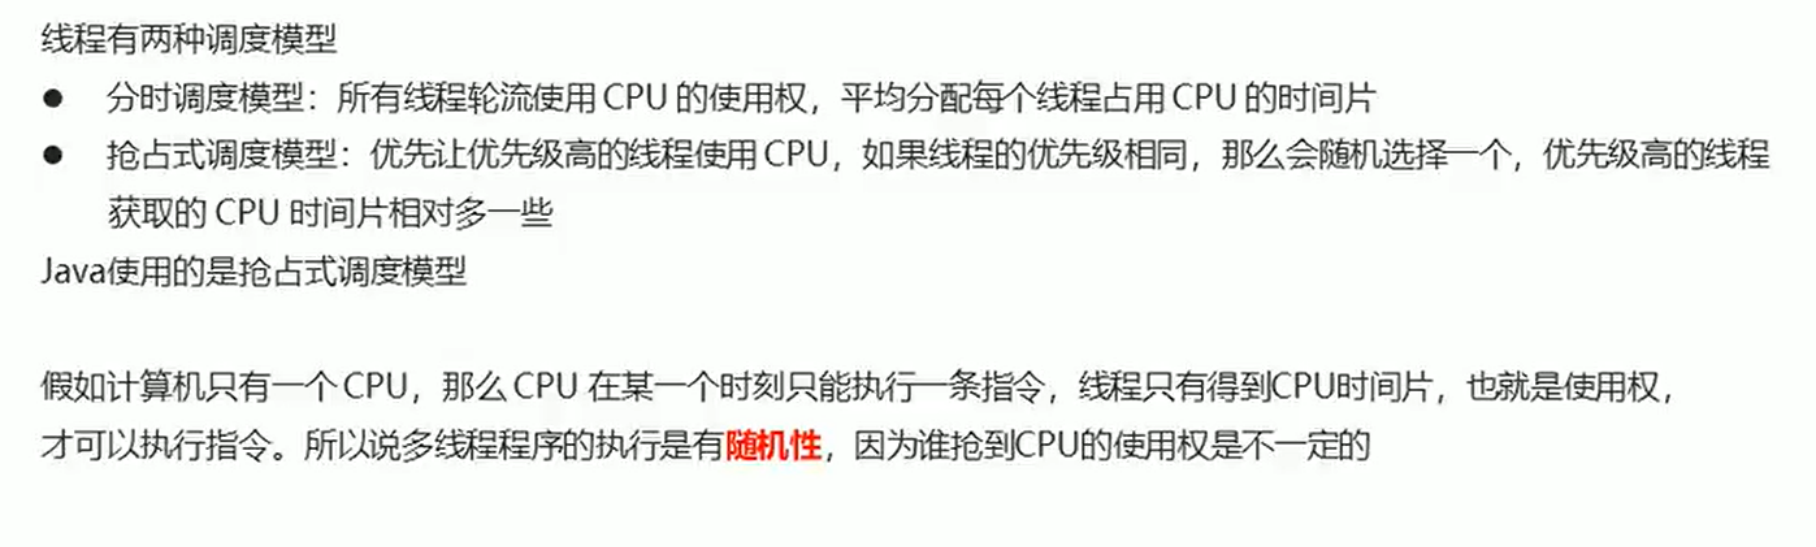 线程有两种调度模型
● 分时调度模型：所有线程轮流使用 CPU 的使用权，平均分配每个线程占用 CPU 的时间片
● 抢占式调度模型：优先让优先级高的线程使用 CPU，如果线程的优先级相同，那么会随机选择一个，优先级高的线程
获取的 CPU 时间片相对多一些
Java使用的是抢占式调度模型
假如计算机只有一个 CPU，那么 CPU 在某一个时刻只能执行一条指令，线程只有得到CPU时间片，也就是使用权，
才可以执行指令。所以说多线程程序的执行是有随机性，因为谁抢到CPU的使用权是不一定的